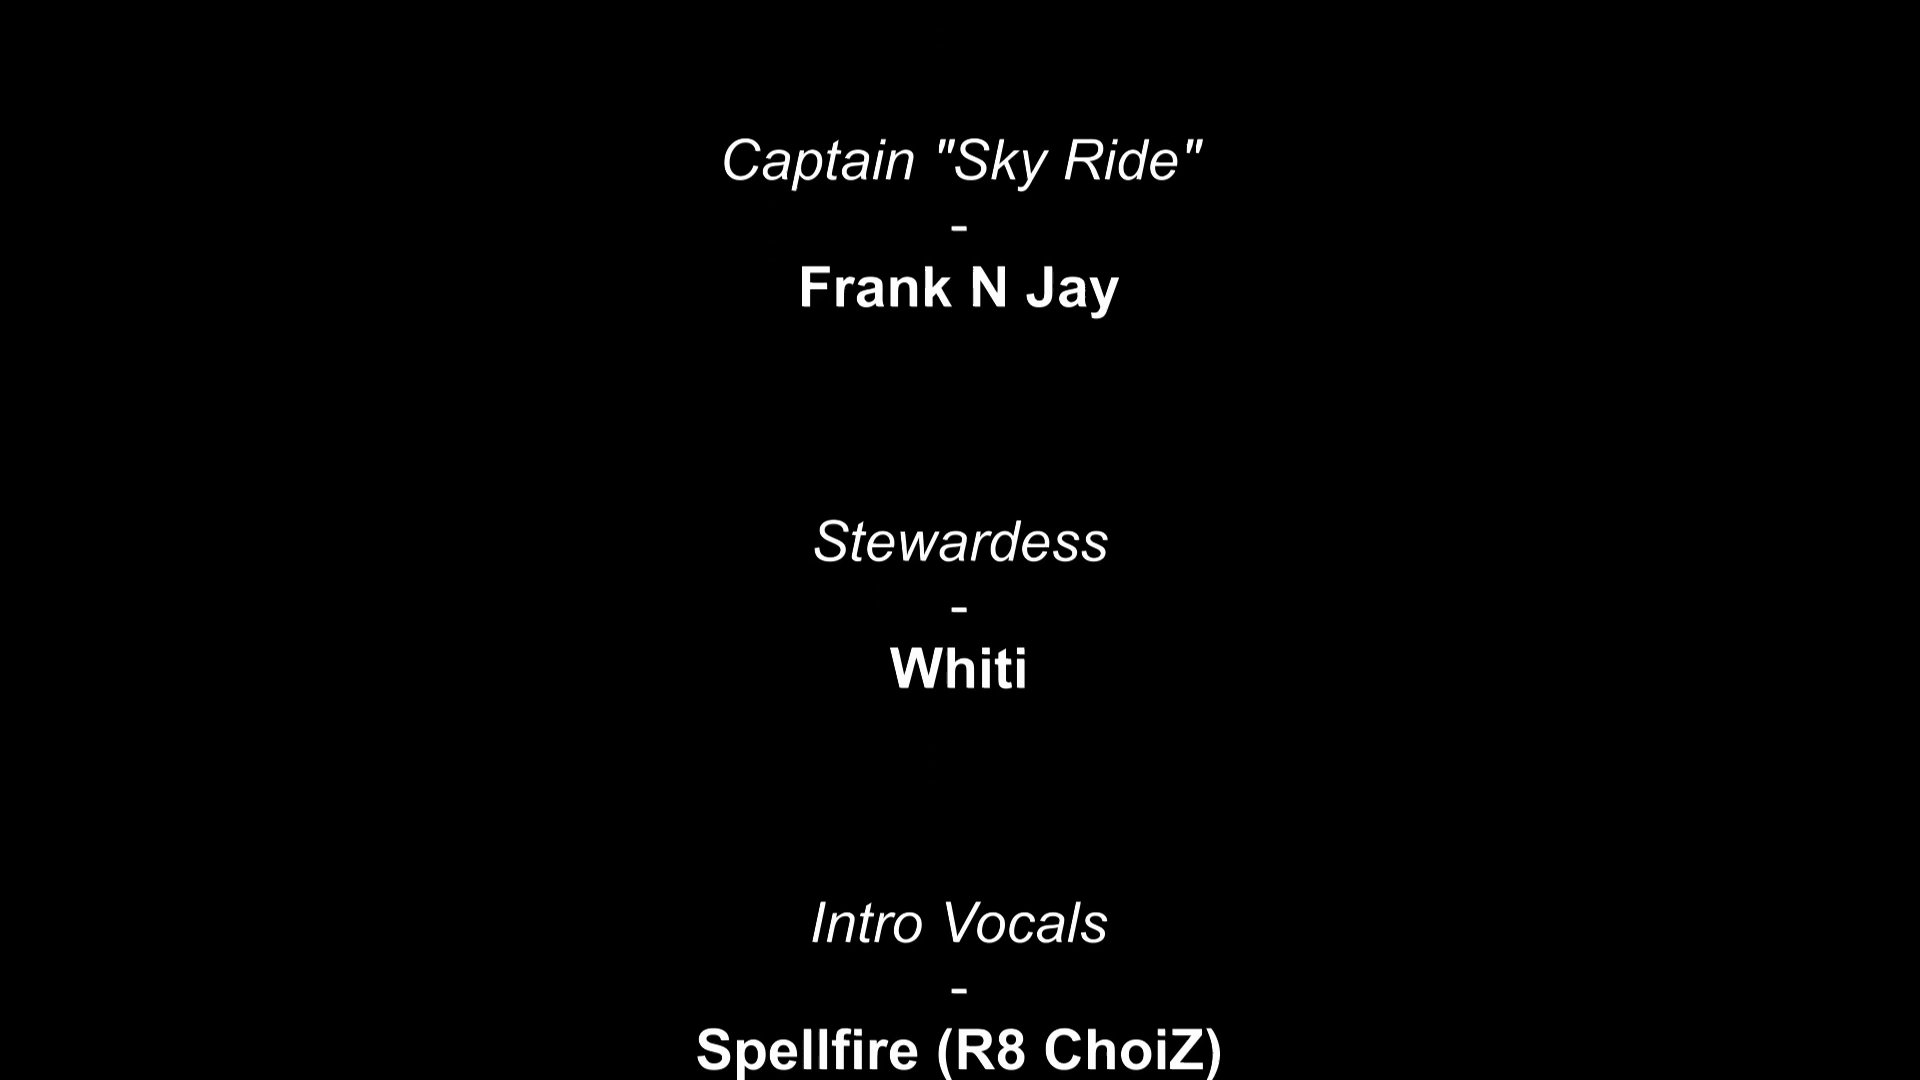 Captain "Sky Ride"
-
Frank N Jay
Stewardess
-
Whiti
Intro Vocals
-
Spellfire (R8 ChoiZ)